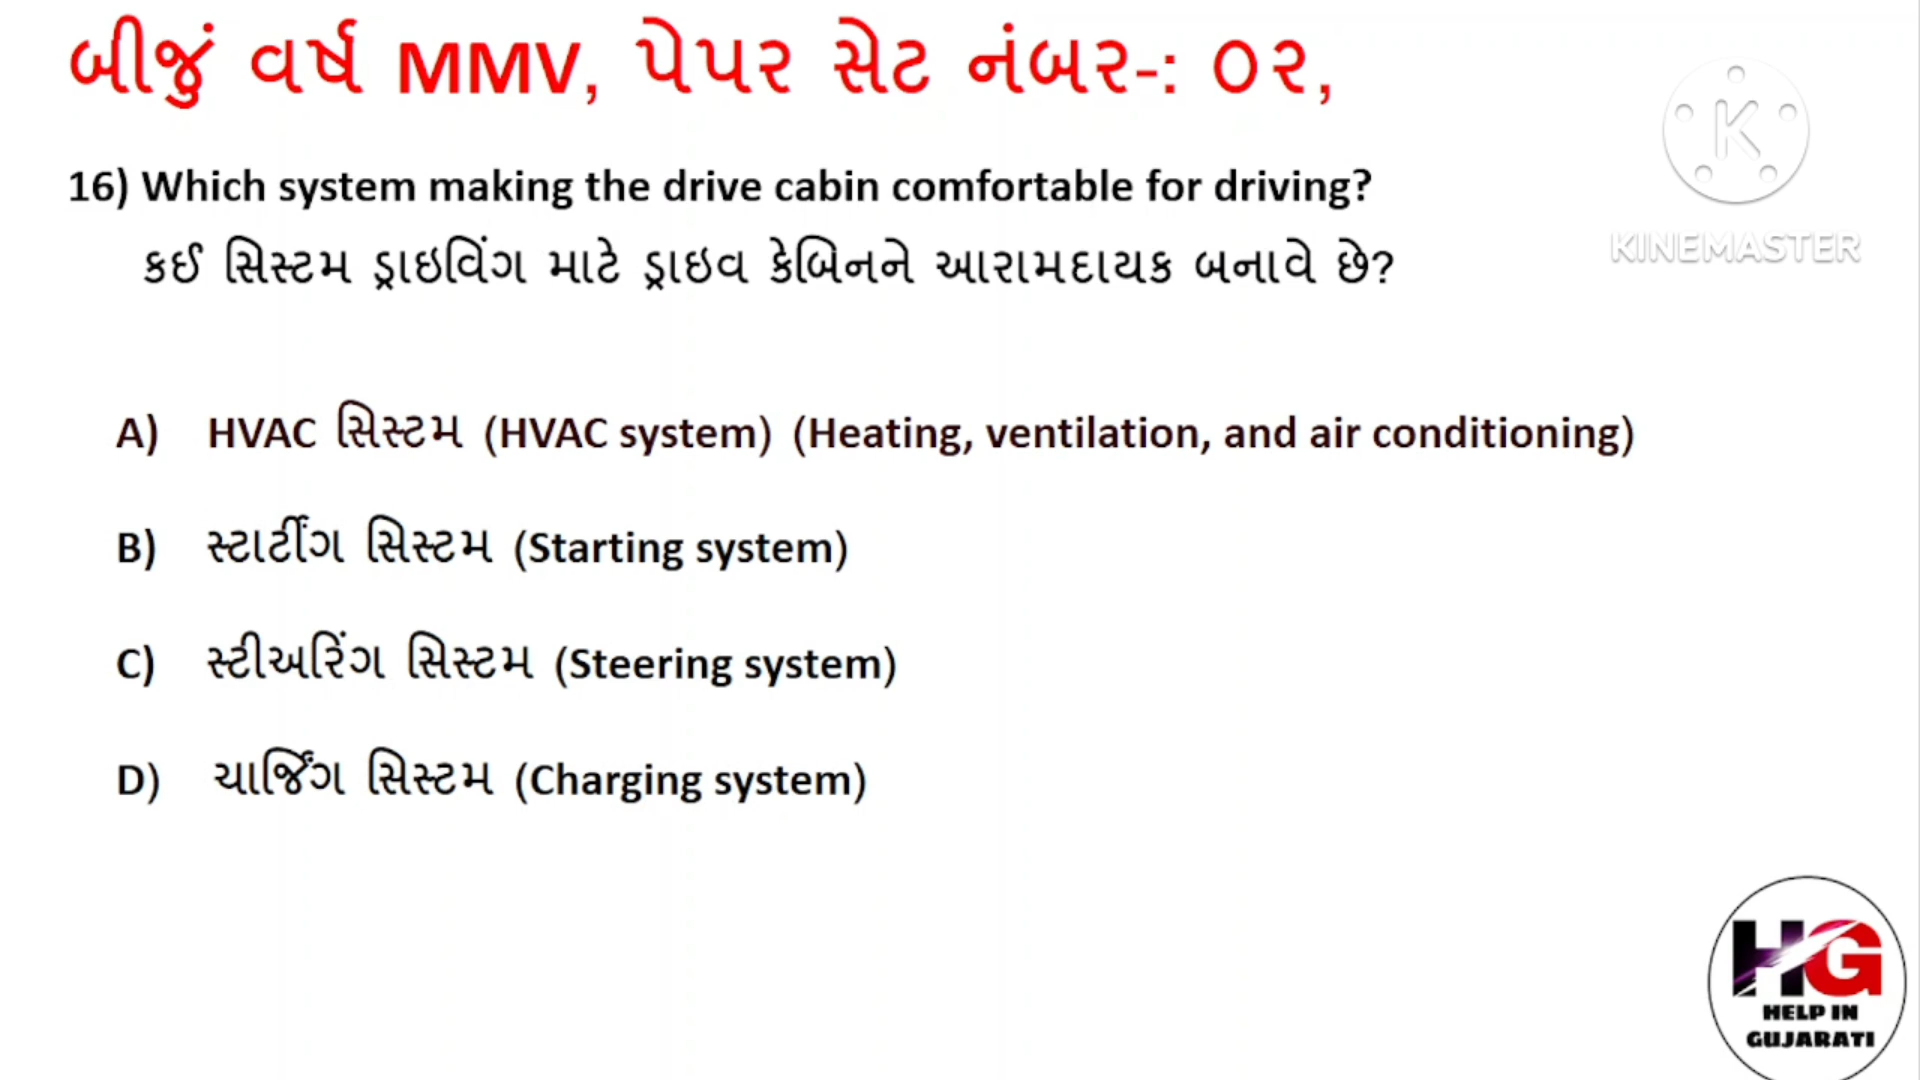 બીજું વર્ષ MMV, પેપર સેટ નંબર-: ૦૨,
K
KINEMASTER
16) Which system making the drive cabin comfortable for driving?
કઈ સિસ્ટમ ડ્રાઇવિંગ માટે ડ્રાઇવ કેબિનને આરામદાયક બનાવે છે?
A) HVAC સિસ્ટમ (HVAC system) (Heating, ventilation, and air conditioning)
B) સ્ટાર્ટીંગ સિસ્ટમ (Starting system)
C) સ્ટીઅરિંગ સિસ્ટમ (Steering system)
D) ચાર્જિંગ સિસ્ટમ (Charging system)
HG
HELP IN
GUJARATI